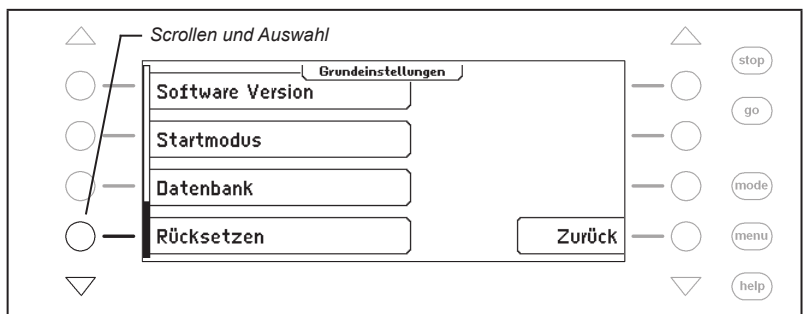 Scrollen und Auswahl
Grundeinstellungen
Software Version
Startmodus
Datenbank
Rücksetzen
Zurück
stop
go
mode
menu
help